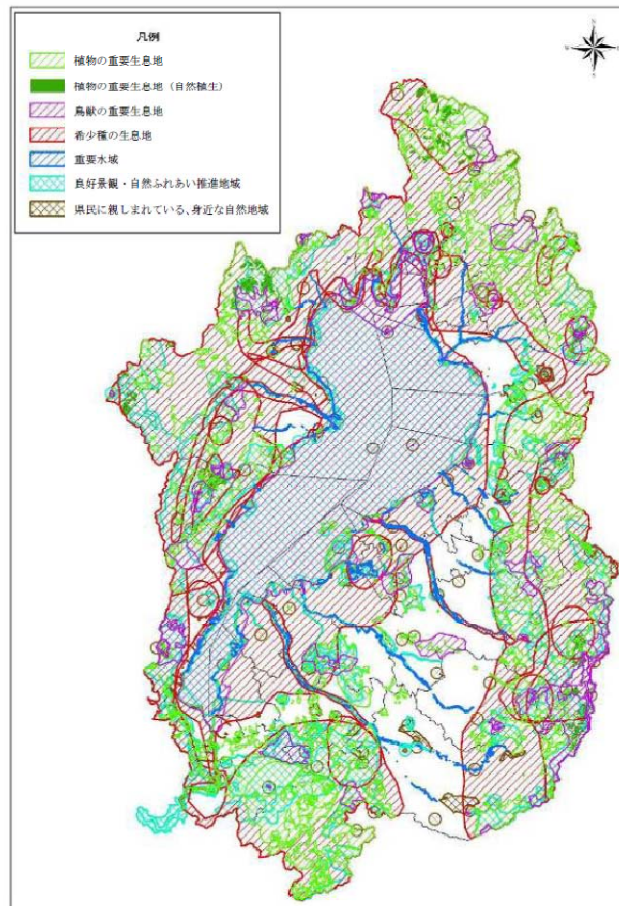 凡例
植物の重要生息地
植物の重要生息地（自然植生）
鳥獣の重要生息地
希少種の生息地
重要水域
良好景観・自然ふれあい推進地域
県民に親しまれている、身近な自然地域